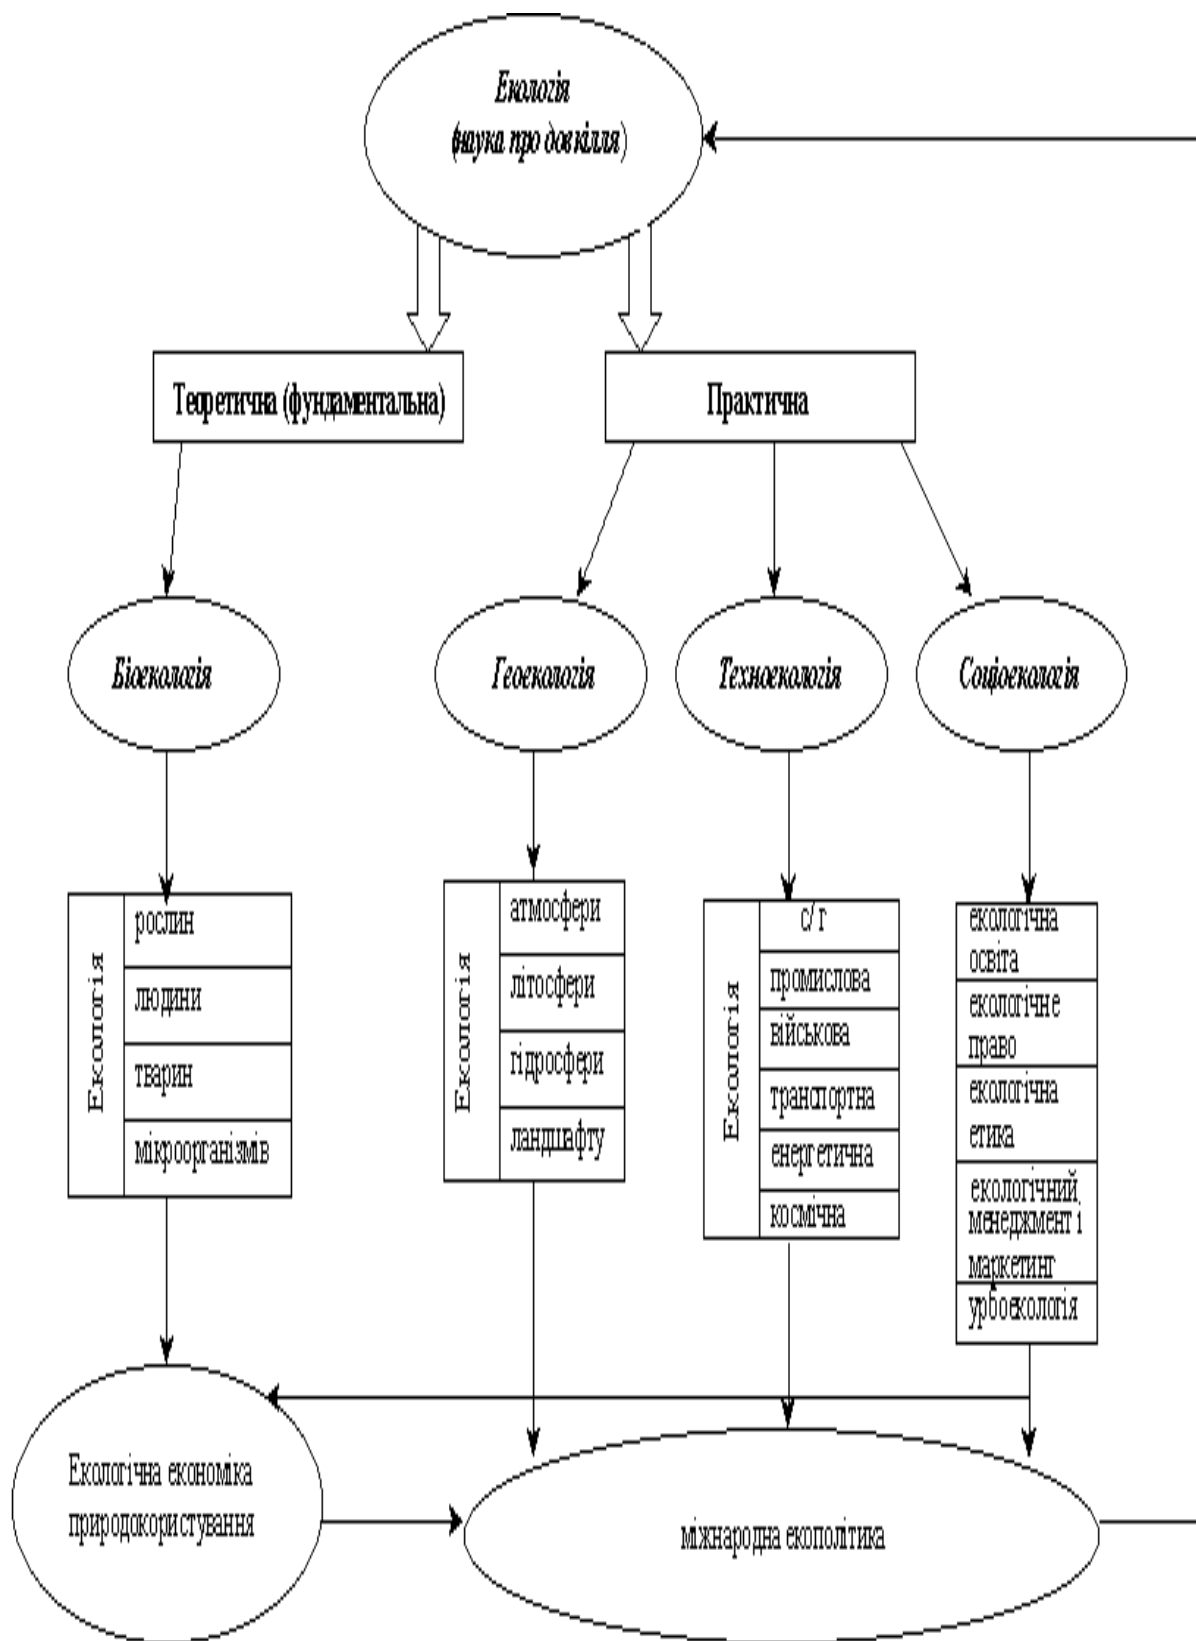 Екологія
(наука про довкілля)
Теоретична (фундаментальна)
Практична
Біоекологія
Геоекологія
Техноекологія
Соціоекологія
Екологія
рослин
людини
тварин
мікроорганізмів
Екологія
атмосфери
літосфери
гідросфери
ландшафту
Екологія
с/г
промислова
військова
транспортна
енергетична
космічна
екологічна
освіта
екологічне
право
екологічна
етика
екологічний
менеджмент і
маркетинг
урбоекологія
Екологічна економіка
природокористування
міжнародна екополітика